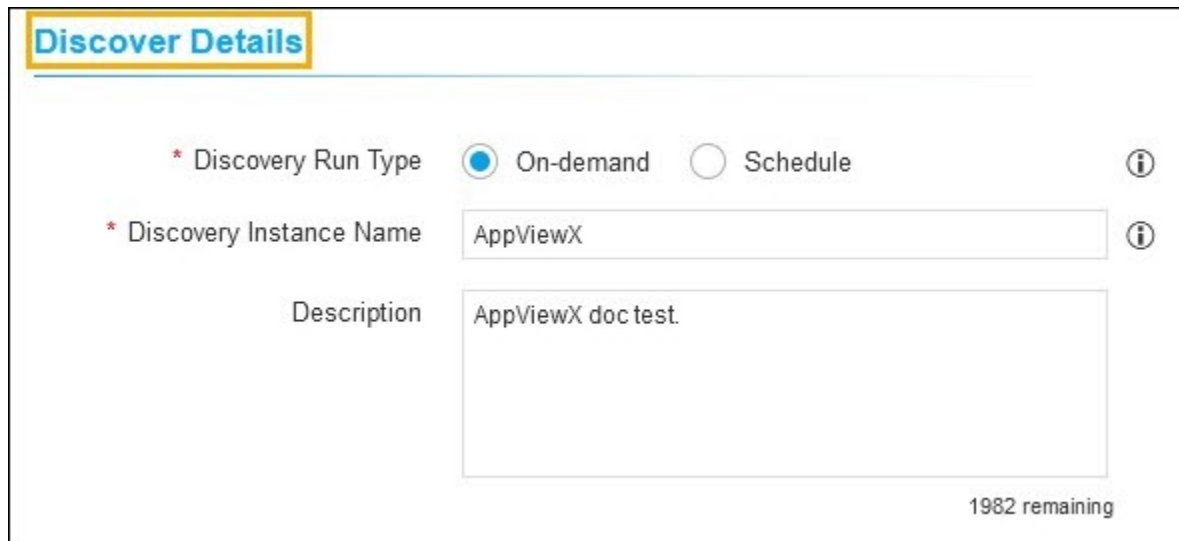 Discover Details
* Discovery Run Type On-demand Schedule
* Discovery Instance Name AppViewX
Description AppViewX doc test.
1982 remaining